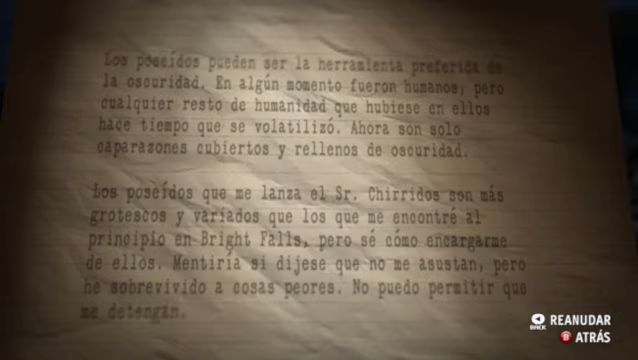 Los poseídos pueden ser la herramienta preferida de
la oscuridad. En algún momento fueron humanos, pero
cualquier resto de humanidad que hubiese en ellos
hace tiempo que se volatilizó. Ahora son solo
caparazones cubiertos y rellenos de oscuridad.
Los poseídos que me lanza el Sr. Chirridos son más
grotescos y variados que los que me encontré al
principio en Bright Falls, pero sé cómo encargarme
de ellos. Mentiría si dijese que no me asustan, pero
he sobrevivido a cosas peores. No puedo permitir que
me detengan.
BACK REANUDAR
B ATRÁS